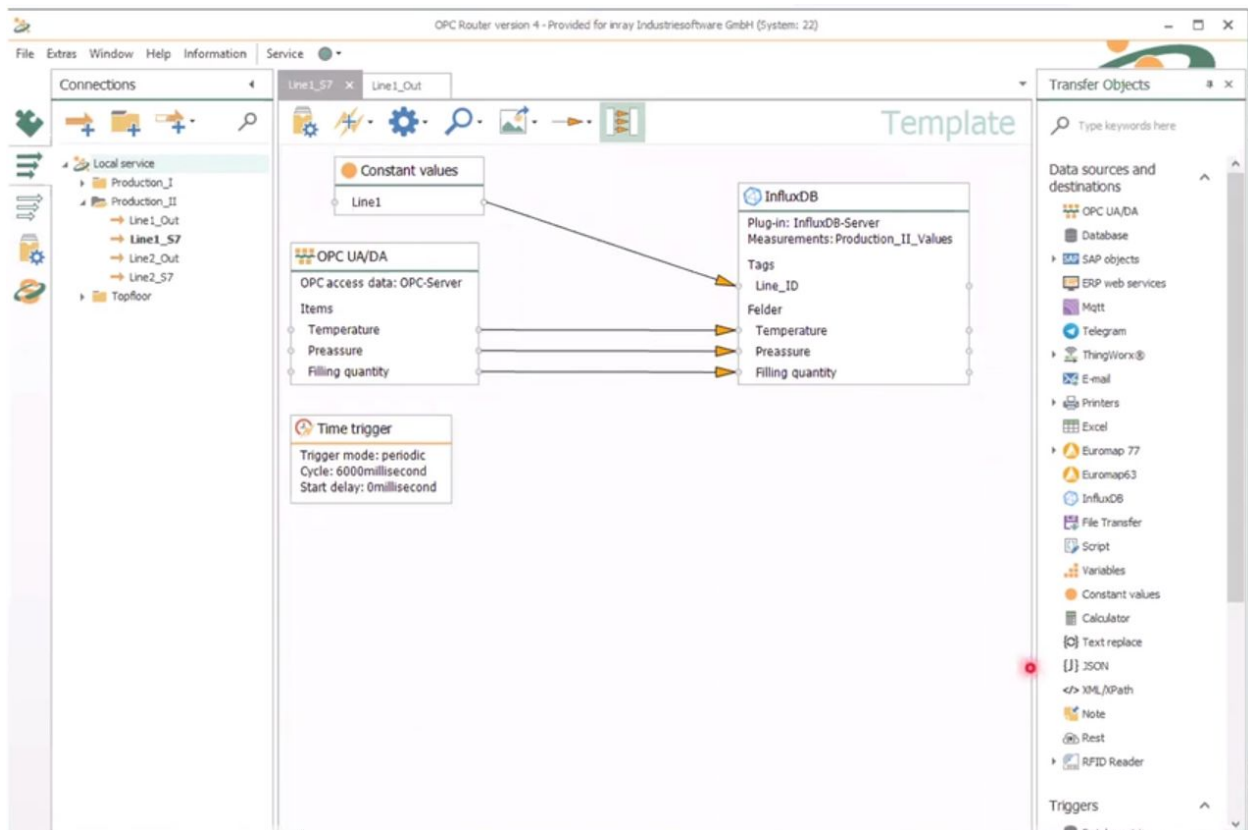 OPC Router version 4 - Provided for inray Industriesoftware GmbH (System: 22)
File Extras Window Help Information Service
Connections
Local service
Production_I
Production_II
Line1_Out
Line1_S7
Line2_Out
Line2_S7
Topfloor
Line1_S7 Line1_Out
Template
Constant values
Line1
OPC UA/DA
OPC access data: OPC-Server
Items
Temperature
Preassure
Filling quantity
Time trigger
Trigger mode: periodic
Cycle: 6000millisecond
Start delay: 0millisecond
InfluxDB
Plug-in: InfluxDB-Server
Measurements: Production_II_Values
Tags
Line_ID
Felder
Temperature
Preassure
Filling quantity
Transfer Objects
Type keywords here
Data sources and
destinations
OPC UA/DA
Database
SAP SAP objects
ERP web services
Mqtt
Telegram
ThingWorx®
E-mail
Printers
Excel
Euromap 77
Euromap63
InfluxDB
File Transfer
Script
Variables
Constant values
Calculator
Text replace
{J} JSON
</> XML/XPath
Note
Rest
RFID Reader
Triggers